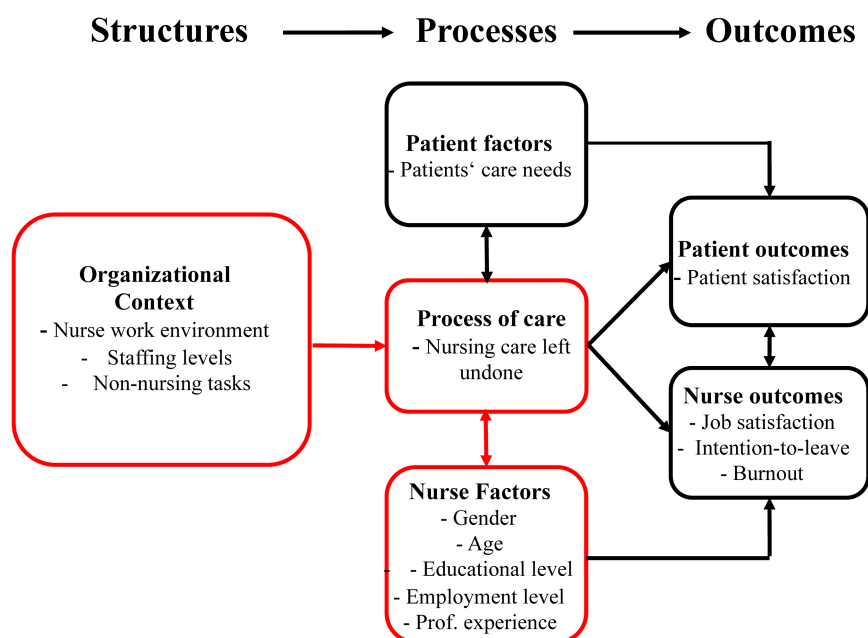 Structures
Processes
Outcomes
Patient factors
- Patients‘ care needs
Organizational
Context
- Nurse work environment
- Staffing levels
- Non-nursing tasks
Process of care
- Nursing care left
undone
Nurse Factors
- Gender
- Age
- - Educational level
- Employment level
- Prof. experience
Patient outcomes
- Patient satisfaction
Nurse outcomes
- Job satisfaction
- Intention-to-leave
- Burnout